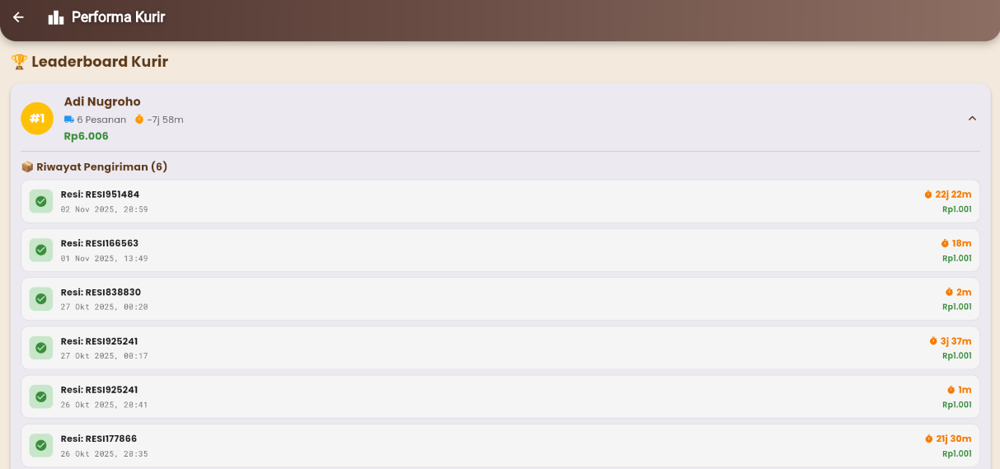 Performa Kurir
🏆 Leaderboard Kurir
#1
Adi Nugroho
6 Pesanan ~7j 58m
Rp6.006
📦 Riwayat Pengiriman (6)
Resi: RESI951484
22j 22m
02 Nov 2025, 20:59
Rp1.001
Resi: RESI166563
18m
01 Nov 2025, 13:49
Rp1.001
Resi: RESI838830
2m
27 Okt 2025, 00:20
Rp1.001
Resi: RESI925241
3j 37m
27 Okt 2025, 00:17
Rp1.001
Resi: RESI925241
1m
26 Okt 2025, 20:41
Rp1.001
Resi: RESI177866
21j 30m
26 Okt 2025, 20:35
Rp1.001